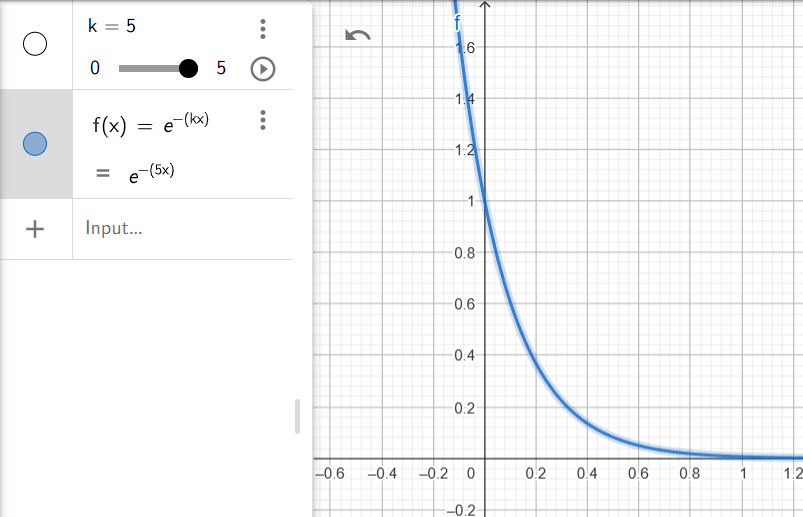 k = 5
0 5
f(x) = e^-(kx)
= e^-(5x)
+ Input...
f
1.6
1.4
1.2
1
0.8
0.6
0.4
0.2
−0.6 −0.4 −0.2 0 0.2 0.4 0.6 0.8 1 1.2
−0.2